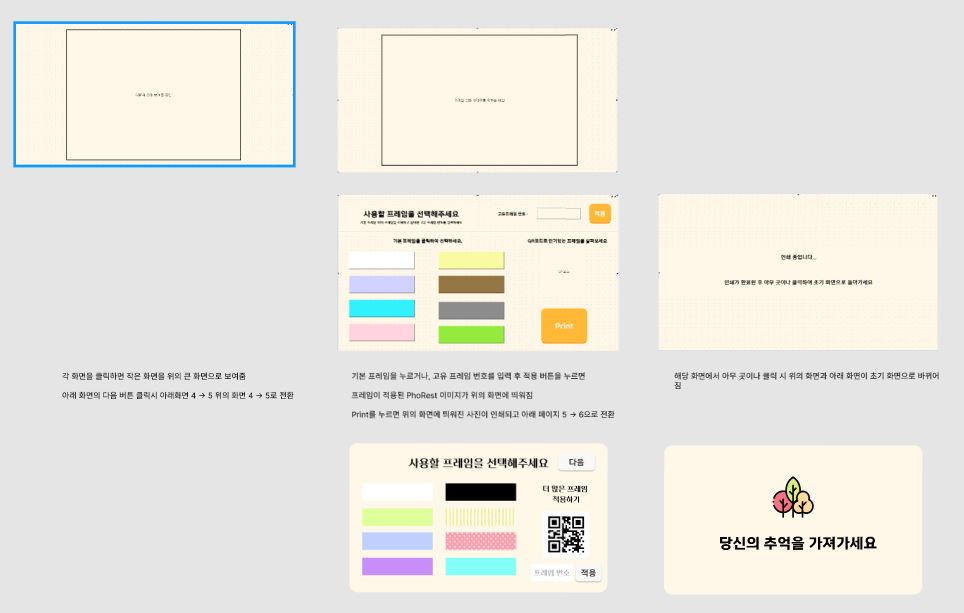 사용할 프레임을 선택해주세요
고유프레임 번호 :
적용
기본 프레임을 클릭하여 선택하세요.
QR코드로 인기있는 프레임을 살펴보세요
Print
인쇄 중입니다...
인쇄가 완료된 후 아무 곳이나 클릭하여 초기 화면으로 돌아가세요
각 화면을 클릭하면 작은 화면을 위의 큰 화면으로 보여줌
아래 화면의 다음 버튼 클릭시 아래화면 4 → 5 위의 화면 4 → 5로 전환
기본 프레임을 누르거나, 고유 프레임 번호를 입력 후 적용 버튼을 누르면
프레임이 적용된 PhoRest 이미지가 위의 화면에 띄워짐
Print를 누르면 위의 화면에 띄워진 사진이 인쇄되고 아래 페이지 5 → 6으로 전환
해당 화면에서 아무 곳이나 클릭 시 위의 화면과 아래 화면이 초기 화면으로 바뀌어
짐
사용할 프레임을 선택해주세요
다음
더 많은 프레임
적용하기
프레임 번호
적용
당신의 추억을 가져가세요